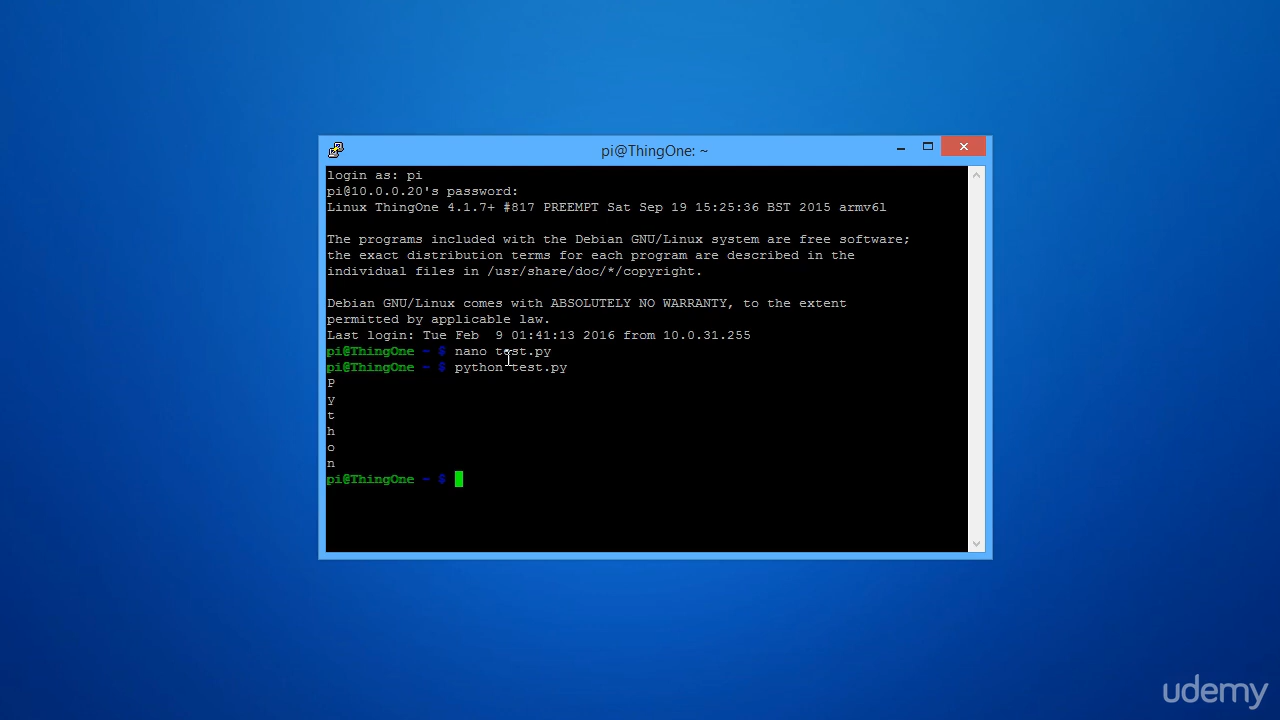 pi@ThingOne: ~
login as: pi
pi@10.0.0.20's password:
Linux ThingOne 4.1.7+ #817 PREEMPT Sat Sep 19 15:25:36 BST 2015 armv6l
The programs included with the Debian GNU/Linux system are free software;
the exact distribution terms for each program are described in the
individual files in /usr/share/doc/*/copyright.
Debian GNU/Linux comes with ABSOLUTELY NO WARRANTY, to the extent
permitted by applicable law.
Last login: Tue Feb  9 01:41:13 2016 from 10.0.31.255
pi@ThingOne ~ $ nano test.py
pi@ThingOne ~ $ python test.py
P
y
t
h
o
n
pi@ThingOne ~ $
udemy